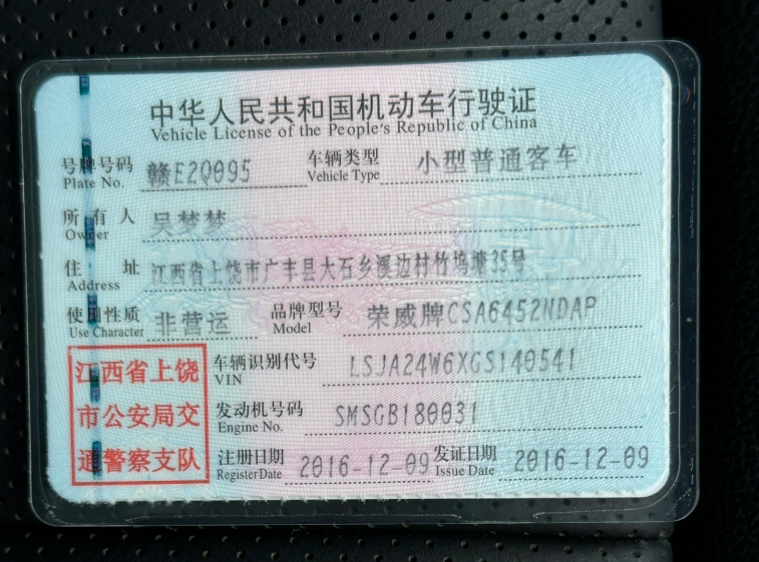 中华人民共和国机动车行驶证
Vehicle License of the People's Republic of China
号牌号码 赣E2Q095 车辆类型 小型普通客车
Plate No. Vehicle Type
所有人 吴梦梦
Owner
住址 江西省上饶市广丰县大石乡溪边村竹坞塘35号
Address
使用性质 非营运 品牌型号 荣威牌CSA6452NDAP
Use Character Model
江西省上饶 车辆识别代号 LSJA24W6XGS140541
VIN
市公安局交 发动机号码 SMSGB180031
Engine No.
通警察支队 注册日期 2016-12-09 发证日期 2016-12-09
Register Date Issue Date